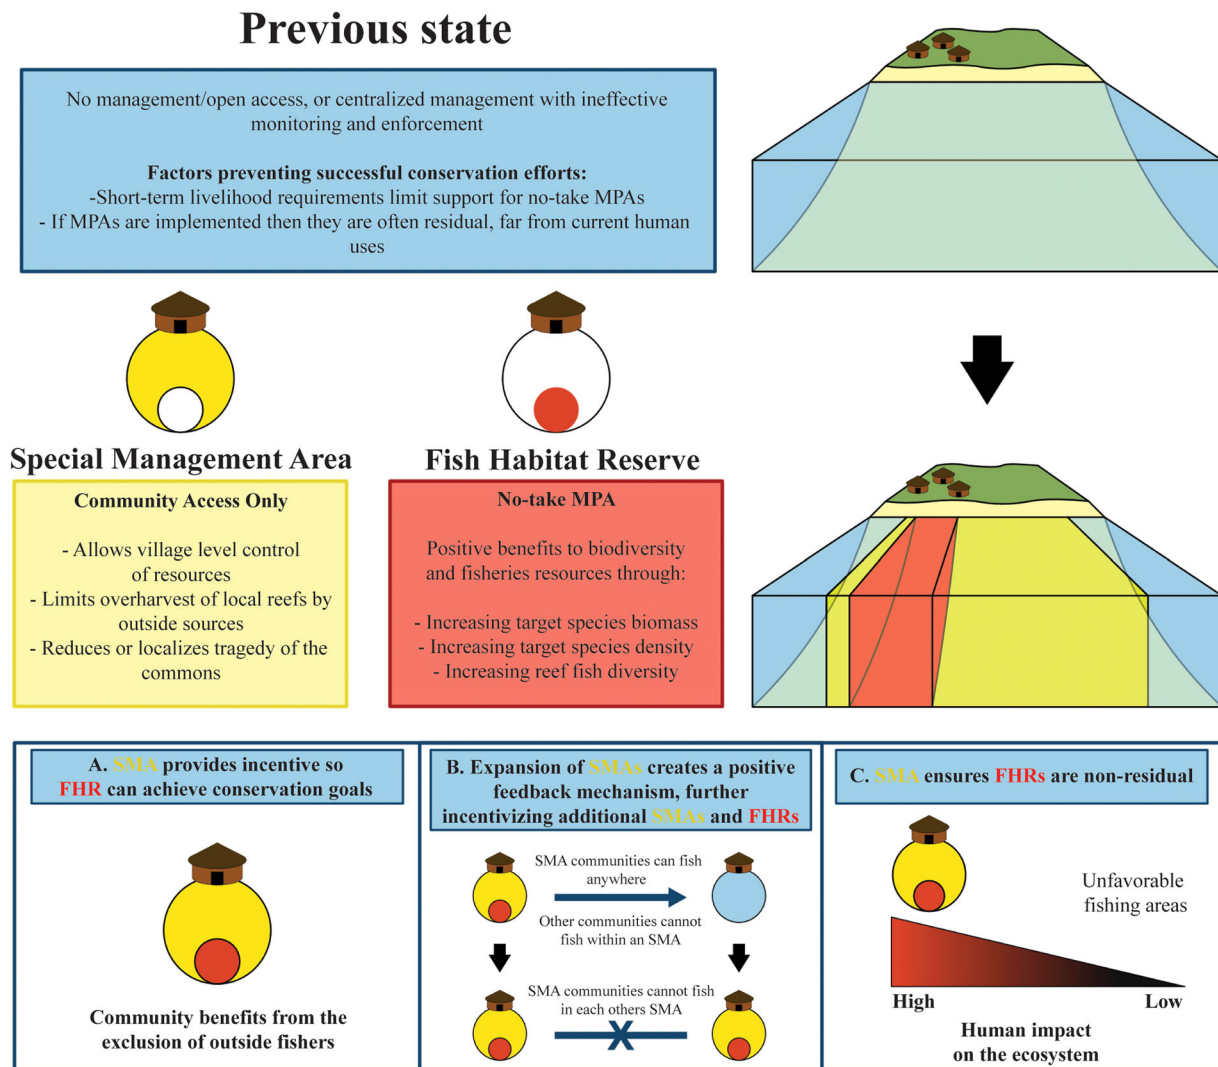 Previous state
No management/open access, or centralized management with ineffective
monitoring and enforcement
Factors preventing successful conservation efforts:
-Short-term livelihood requirements limit support for no-take MPAs
- If MPAs are implemented then they are often residual, far from current human
uses
Special Management Area
Community Access Only
- Allows village level control
of resources
- Limits overharvest of local reefs by
outside sources
- Reduces or localizes tragedy of the
commons
Fish Habitat Reserve
No-take MPA
Positive benefits to biodiversity
and fisheries resources through:
- Increasing target species biomass
- Increasing target species density
- Increasing reef fish diversity
A. SMA provides incentive so
FHR can achieve conservation goals
Community benefits from the
exclusion of outside fishers
B. Expansion of SMAs creates a positive
feedback mechanism, further
incentivizing additional SMAs and FHRs
SMA communities can fish
anywhere
Other communities cannot
fish within an SMA
SMA communities cannot fish
in each others SMA
X
C. SMA ensures FHRs are non-residual
Unfavorable
fishing areas
High
Low
Human impact
on the ecosystem